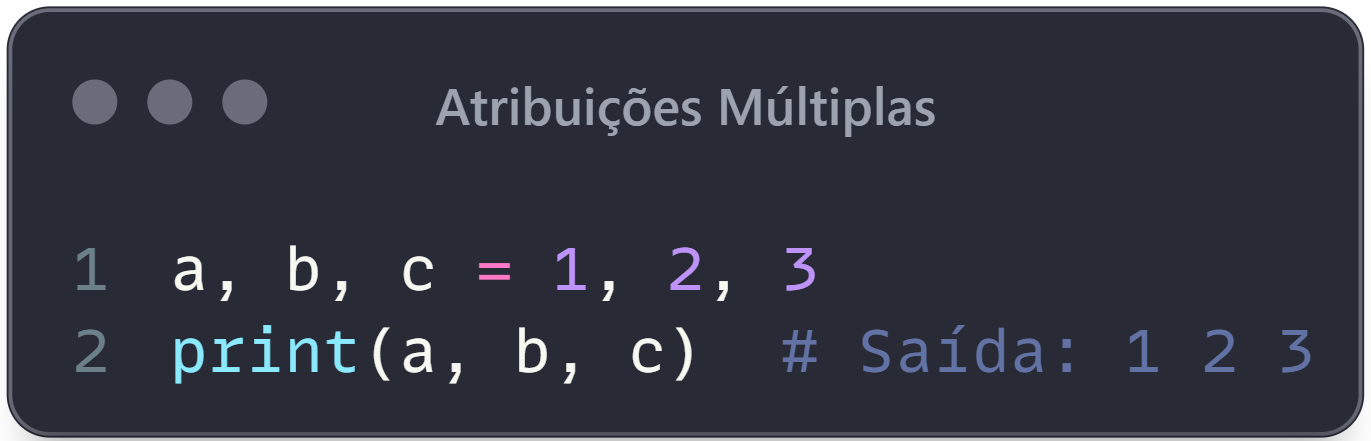 Atribuições Múltiplas
1 a, b, c = 1, 2, 3
2 print(a, b, c)  # Saída: 1 2 3